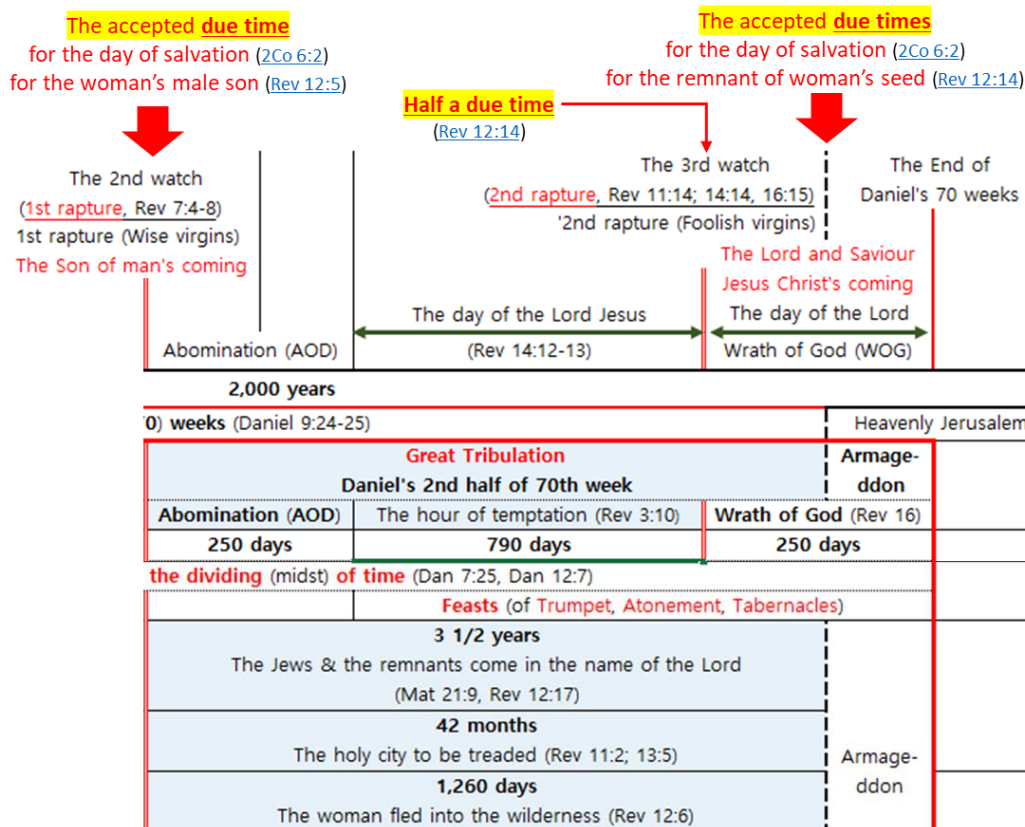 The accepted due time
for the day of salvation (2Co 6:2)
for the woman's male son (Rev 12:5)
The accepted due times
for the day of salvation (2Co 6:2)
for the remnant of woman's seed (Rev 12:14)
Half a due time
(Rev 12:14)
The 2nd watch
(1st rapture, Rev 7:4-8)
1st rapture (Wise virgins)
The Son of man's coming
The 3rd watch
(2nd rapture, Rev 11:14; 14:14, 16:15)
'2nd rapture (Foolish virgins)
The Lord and Saviour
Jesus Christ's coming
The End of
Daniel's 70 weeks
Abomination (AOD)
The day of the Lord Jesus
(Rev 14:12-13)
The day of the Lord
Wrath of God (WOG)
2,000 years
'0) weeks (Daniel 9:24-25)
Heavenly Jerusalem
Great Tribulation
Daniel's 2nd half of 70th week
Armage-
ddon
Abomination (AOD)
The hour of temptation (Rev 3:10)
Wrath of God (Rev 16)
250 days
790 days
250 days
the dividing (midst) of time (Dan 7:25, Dan 12:7)
Feasts (of Trumpet, Atonement, Tabernacles)
3 1/2 years
The Jews & the remnants come in the name of the Lord
(Mat 21:9, Rev 12:17)
42 months
The holy city to be treaded (Rev 11:2; 13:5)
1,260 days
The woman fled into the wilderness (Rev 12:6)
Armage-
ddon